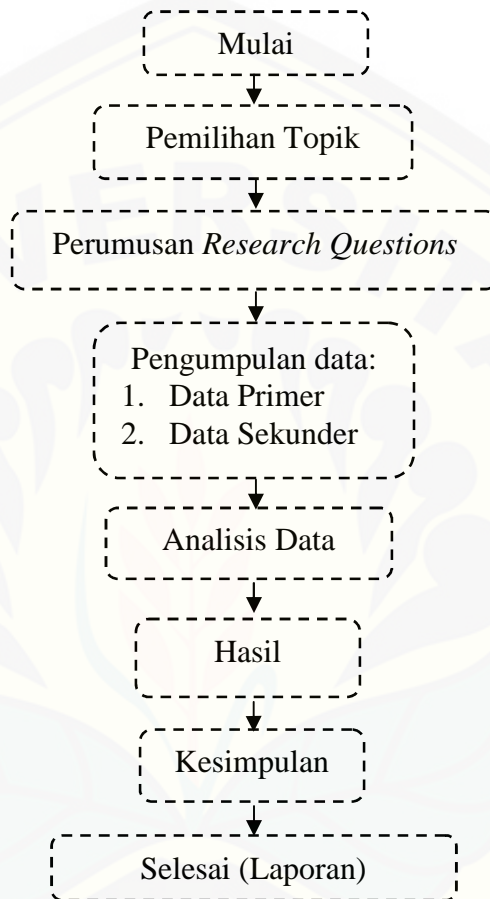 Mulai
Pemilihan Topik
Perumusan Research Questions
Pengumpulan data:
1. Data Primer
2. Data Sekunder
Analisis Data
Hasil
Kesimpulan
Selesai (Laporan)